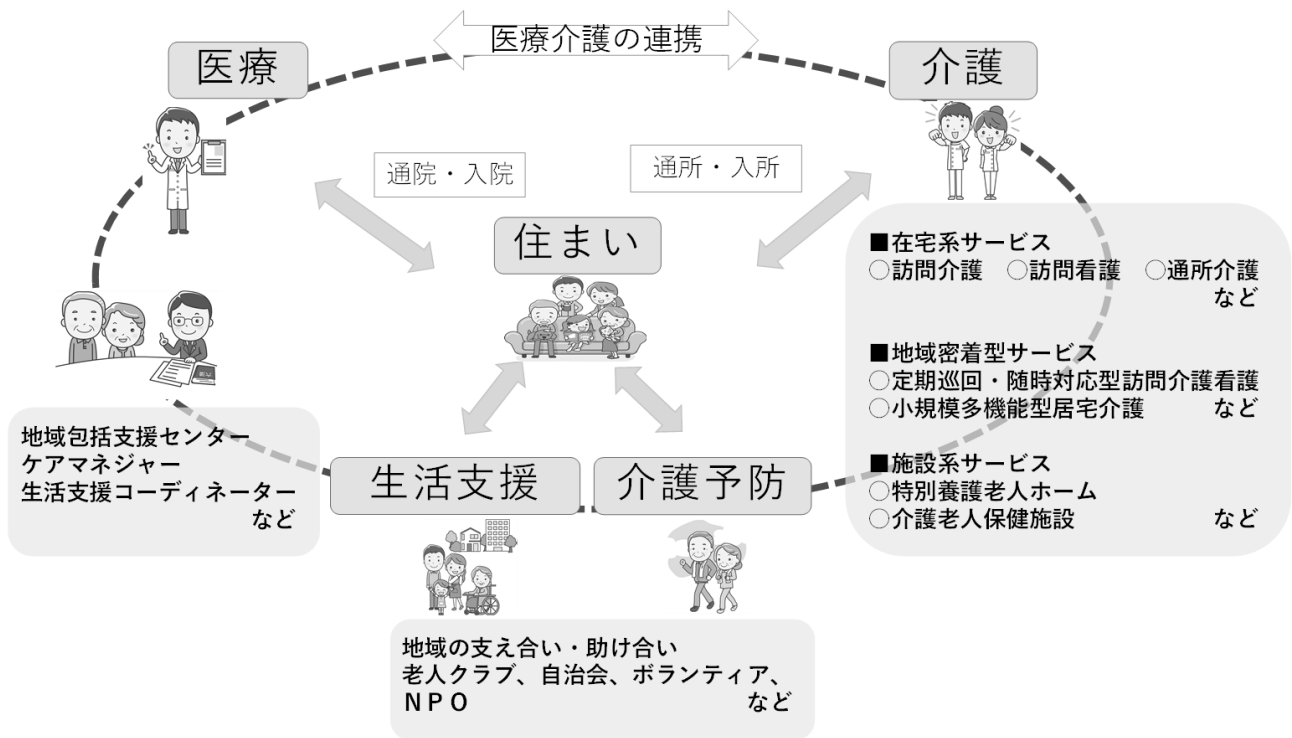 医療介護の連携
医療
介護
通院・入院
通所・入所
住まい
■在宅系サービス
○訪問介護 ○訪問看護 ○通所介護
など
■地域密着型サービス
○定期巡回・随時対応型訪問介護看護
○小規模多機能型居宅介護 など
■施設系サービス
○特別養護老人ホーム
○介護老人保健施設 など
地域包括支援センター
ケアマネジャー
生活支援コーディネーター
など
生活支援
介護予防
地域の支え合い・助け合い
老人クラブ、自治会、ボランティア、
ＮＰＯ など